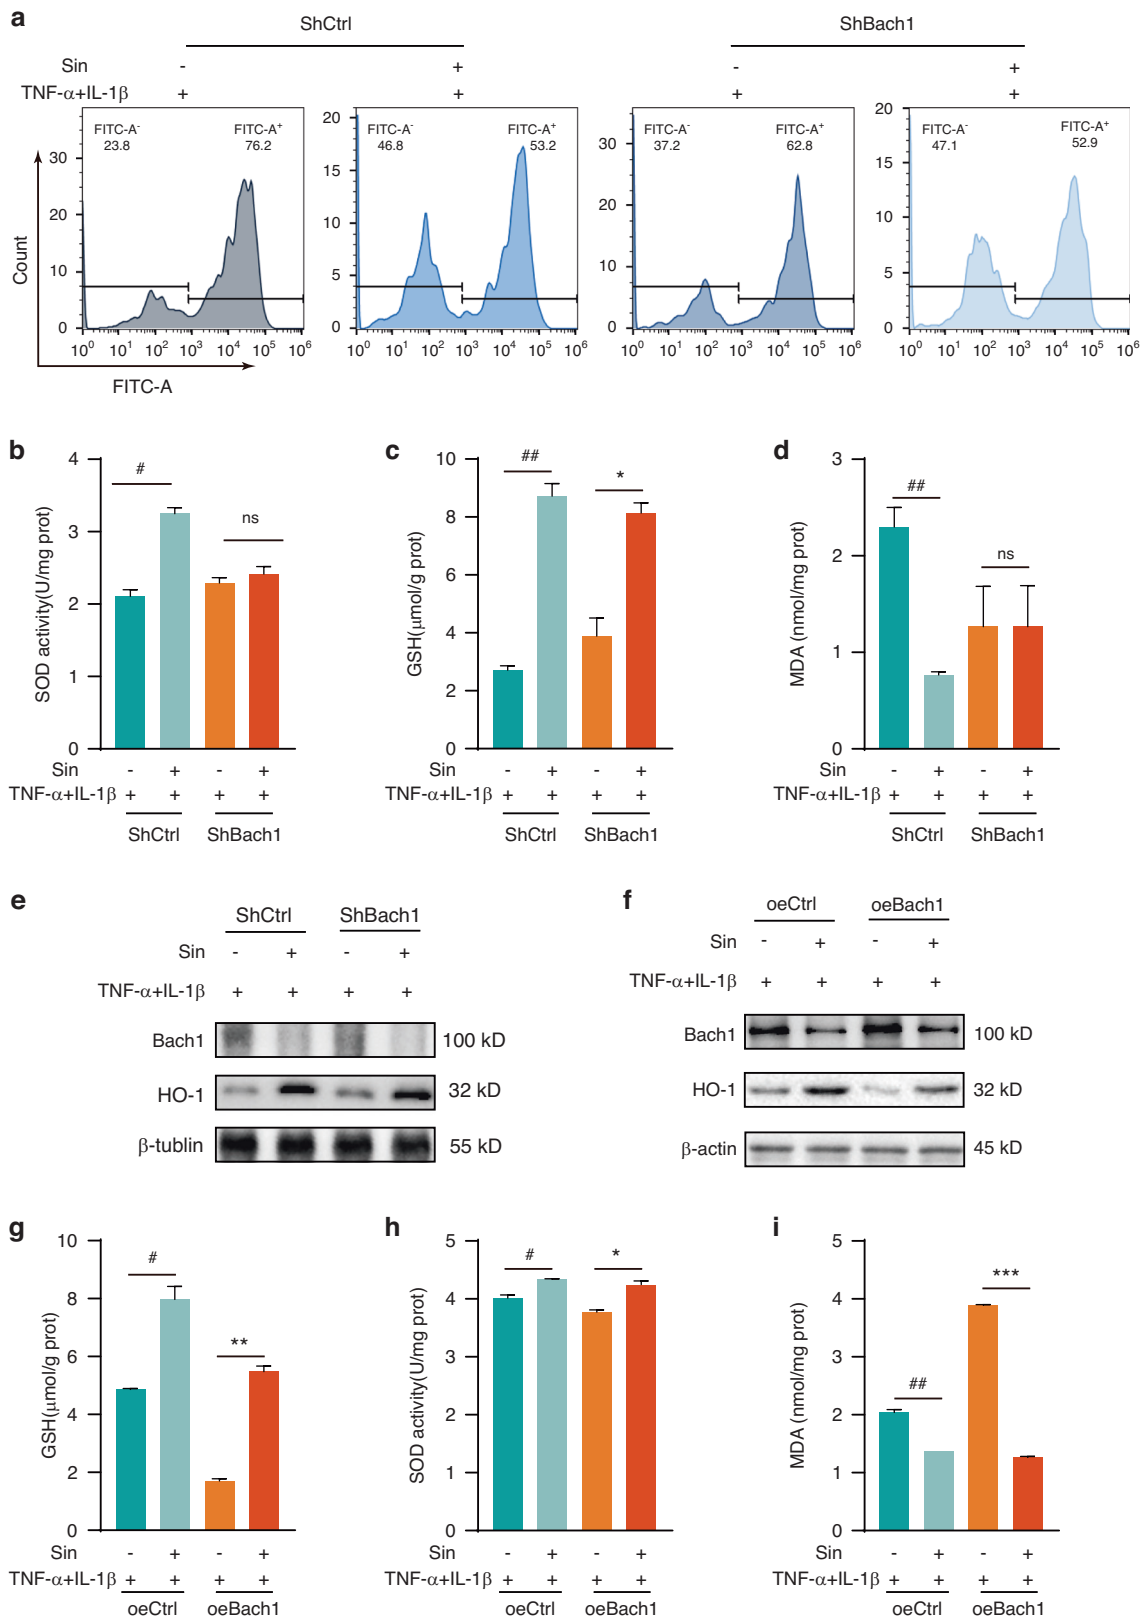 a
ShCtrl
ShBach1
Sin - + - +
TNF-α+IL-1β + + + +
FITC-A⁻ 23.8 FITC-A⁺ 76.2
FITC-A⁻ 46.8 FITC-A⁺ 53.2
FITC-A⁻ 37.2 FITC-A⁺ 62.8
FITC-A⁻ 47.1 FITC-A⁺ 52.9
Count
30
20
10
0
20
15
10
5
0
30
20
10
0
20
15
10
5
0
10⁰ 10¹ 10² 10³ 10⁴ 10⁵ 10⁶
10⁰ 10¹ 10² 10³ 10⁴ 10⁵ 10⁶
10⁰ 10¹ 10² 10³ 10⁴ 10⁵ 10⁶
10⁰ 10¹ 10² 10³ 10⁴ 10⁵ 10⁶
FITC-A
b
SOD activity(U/mg prot)
4
3
2
1
0
#
ns
Sin - + - +
TNF-α+IL-1β + + + +
ShCtrl ShBach1
c
GSH(μmol/g prot)
10
8
6
4
2
0
##
*
Sin - + - +
TNF-α+IL-1β + + + +
ShCtrl ShBach1
d
MDA (nmol/mg prot)
3
2
1
0
##
ns
Sin - + - +
TNF-α+IL-1β + + + +
ShCtrl ShBach1
e
ShCtrl ShBach1
Sin - + - +
TNF-α+IL-1β + + + +
Bach1 100 kD
HO-1 32 kD
β-tublin 55 kD
f
oeCtrl oeBach1
Sin - + - +
TNF-α+IL-1β + + + +
Bach1 100 kD
HO-1 32 kD
β-actin 45 kD
g
GSH(μmol/g prot)
10
8
6
4
2
0
#
**
Sin - + - +
TNF-α+IL-1β + + + +
oeCtrl oeBach1
h
SOD activity(U/mg prot)
5
4
3
2
1
0
#
*
Sin - + - +
TNF-α+IL-1β + + + +
oeCtrl oeBach1
i
MDA (nmol/mg prot)
5
4
3
2
1
0
##
***
Sin - + - +
TNF-α+IL-1β + + + +
oeCtrl oeBach1